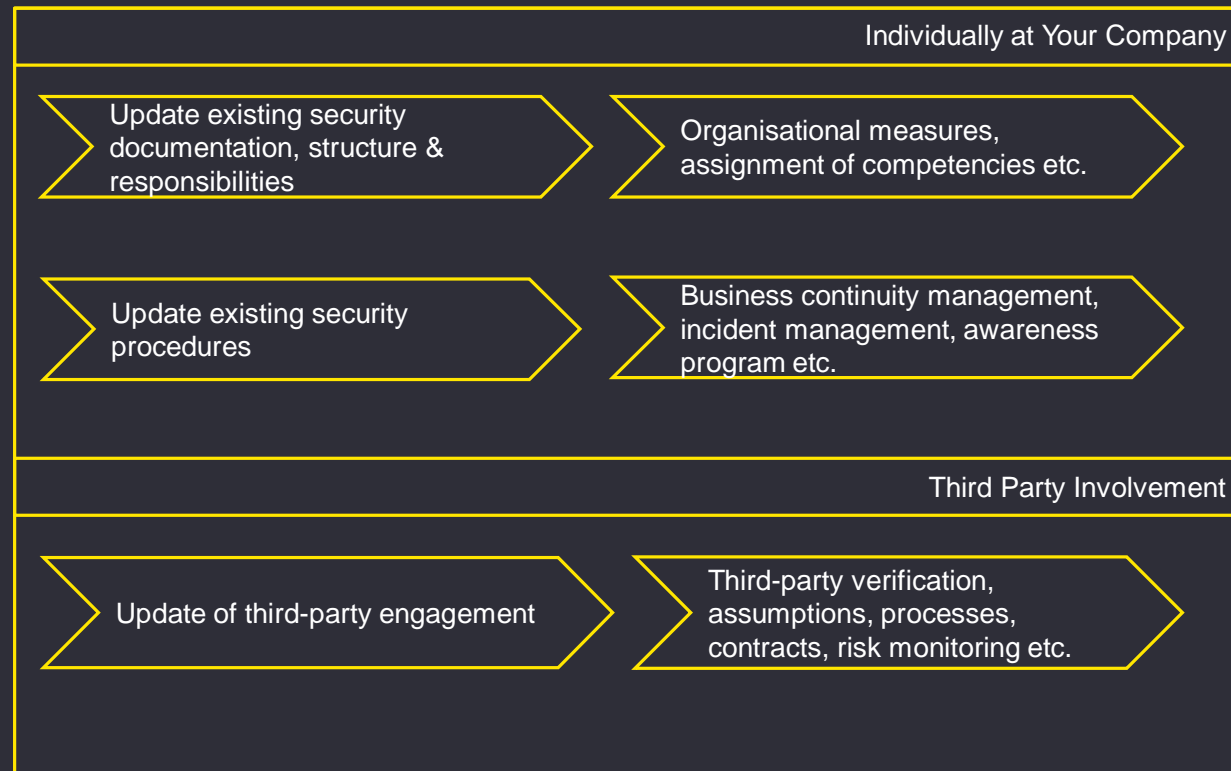 Individually at Your Company
Update existing security
documentation, structure &
responsibilities
Organisational measures,
assignment of competencies etc.
Update existing security
procedures
Business continuity management,
incident management, awareness
program etc.
Third Party Involvement
Update of third-party engagement
Third-party verification,
assumptions, processes,
contracts, risk monitoring etc.